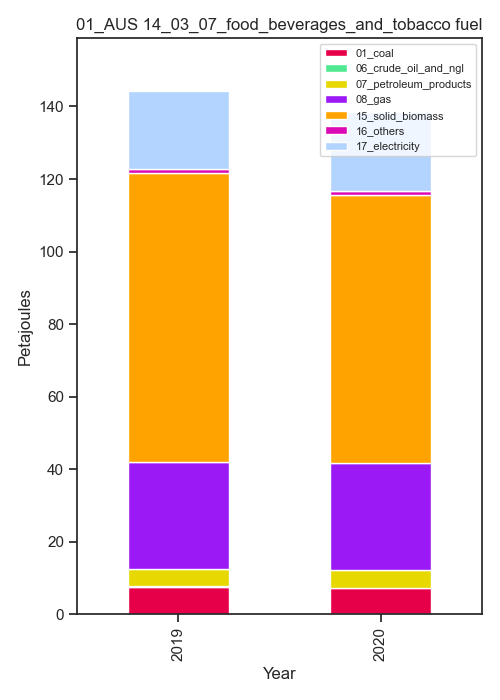 01_AUS 14_03_07_food_beverages_and_tobacco fuel
01_coal
06_crude_oil_and_ngl
07_petroleum_products
08_gas
15_solid_biomass
16_others
17_electricity
140
120
100
80
60
40
20
0
Petajoules
2019
2020
Year